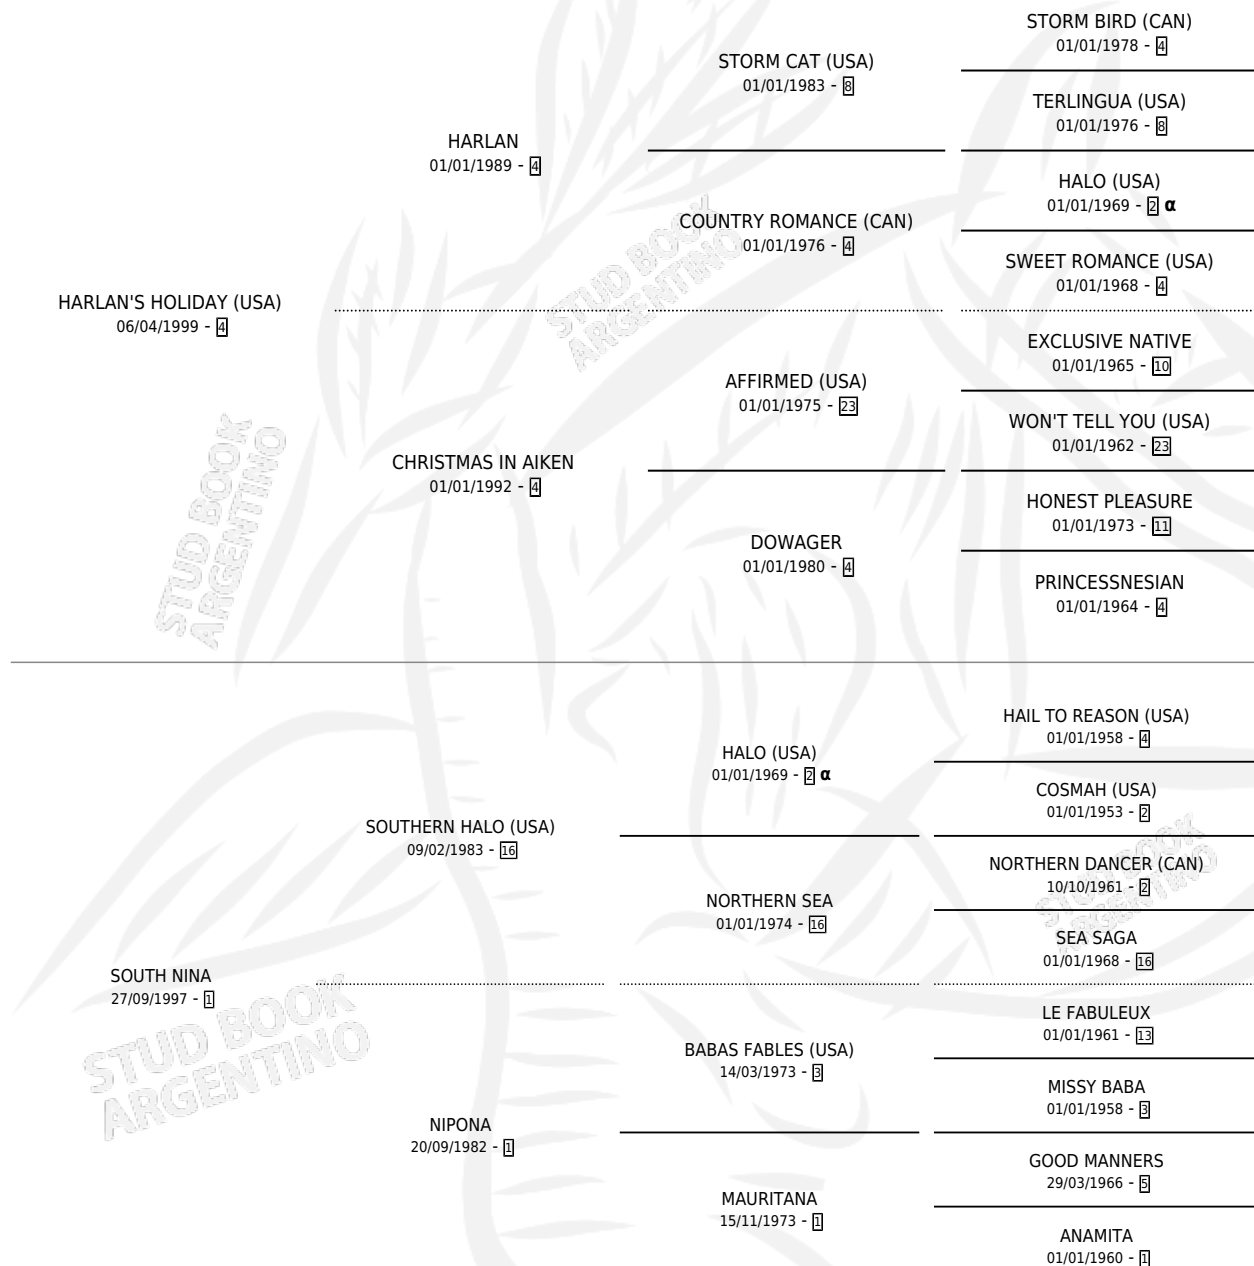 STORM BIRD (CAN)
01/01/1978 - 4
STORM CAT (USA)
01/01/1983 - 8
TERLINGUA (USA)
01/01/1976 - 8
HARLAN
01/01/1989 - 4
HALO (USA)
01/01/1969 - 2 α
COUNTRY ROMANCE (CAN)
01/01/1976 - 4
SWEET ROMANCE (USA)
01/01/1968 - 4
HARLAN'S HOLIDAY (USA)
06/04/1999 - 4
EXCLUSIVE NATIVE
01/01/1965 - 10
AFFIRMED (USA)
01/01/1975 - 23
WON'T TELL YOU (USA)
01/01/1962 - 23
CHRISTMAS IN AIKEN
01/01/1992 - 4
HONEST PLEASURE
01/01/1973 - 11
DOWAGER
01/01/1980 - 4
PRINCESSNESIAN
01/01/1964 - 4
HAIL TO REASON (USA)
01/01/1958 - 4
HALO (USA)
01/01/1969 - 2 α
COSMAH (USA)
01/01/1953 - 2
SOUTHERN HALO (USA)
09/02/1983 - 16
NORTHERN DANCER (CAN)
10/10/1961 - 2
NORTHERN SEA
01/01/1974 - 16
SEA SAGA
01/01/1968 - 16
SOUTH NINA
27/09/1997 - 1
LE FABULEUX
01/01/1961 - 13
BABAS FABLES (USA)
14/03/1973 - 3
MISSY BABA
01/01/1958 - 3
NIPONA
20/09/1982 - 1
GOOD MANNERS
29/03/1966 - 5
MAURITANA
15/11/1973 - 1
ANAMITA
01/01/1960 - 1
STUD BOOK
ARGENTINO
STUD BOOK
ARGENTINO
STUD BOOK
ARGENTINO
STUD BOOK
ARGENTINO